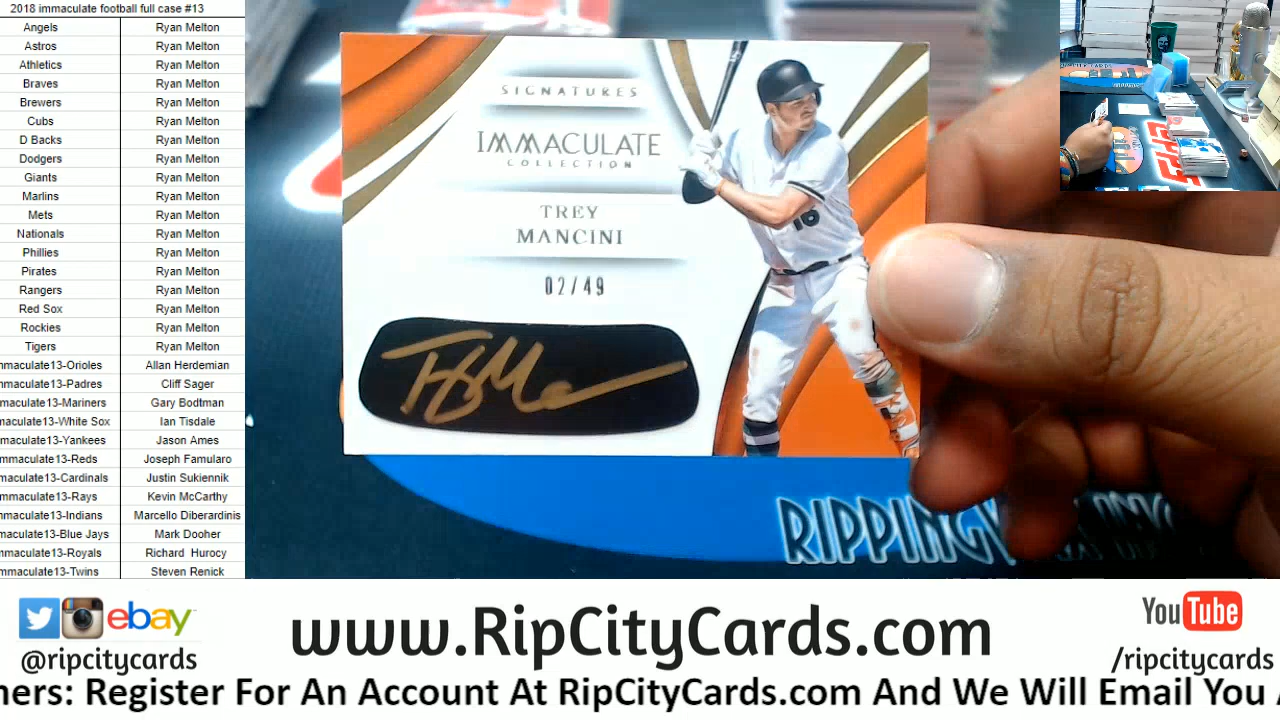 2018 immaculate football full case #13
Angels Ryan Melton
Astros Ryan Melton
Athletics Ryan Melton
Braves Ryan Melton
Brewers Ryan Melton
Cubs Ryan Melton
D Backs Ryan Melton
Dodgers Ryan Melton
Giants Ryan Melton
Marlins Ryan Melton
Mets Ryan Melton
Nationals Ryan Melton
Phillies Ryan Melton
Pirates Ryan Melton
Rangers Ryan Melton
Red Sox Ryan Melton
Rockies Ryan Melton
Tigers Ryan Melton
mmaculate13-Orioles Allan Herdemian
mmaculate13-Padres Cliff Sager
maculate13-Mariners Gary Bodtman
naculate13-White Sox Ian Tisdale
maculate13-Yankees Jason Ames
mmaculate13-Reds Joseph Famularo
naculate13-Cardinals Justin Sukiennik
mmaculate13-Rays Kevin McCarthy
mmaculate13-Indians Marcello Diberardinis
naculate13-Blue Jays Mark Dooher
mmaculate13-Royals Richard Hurocy
mmaculate13-Twins Steven Renick
SIGNATURES
IMMACULATE
COLLECTION
TREY
MANCINI
02/49
16
RIPPING
ebay
@ripcitycards
www.RipCityCards.com
YouTube
/ripcitycards
ners: Register For An Account At RipCityCards.com And We Will Email You